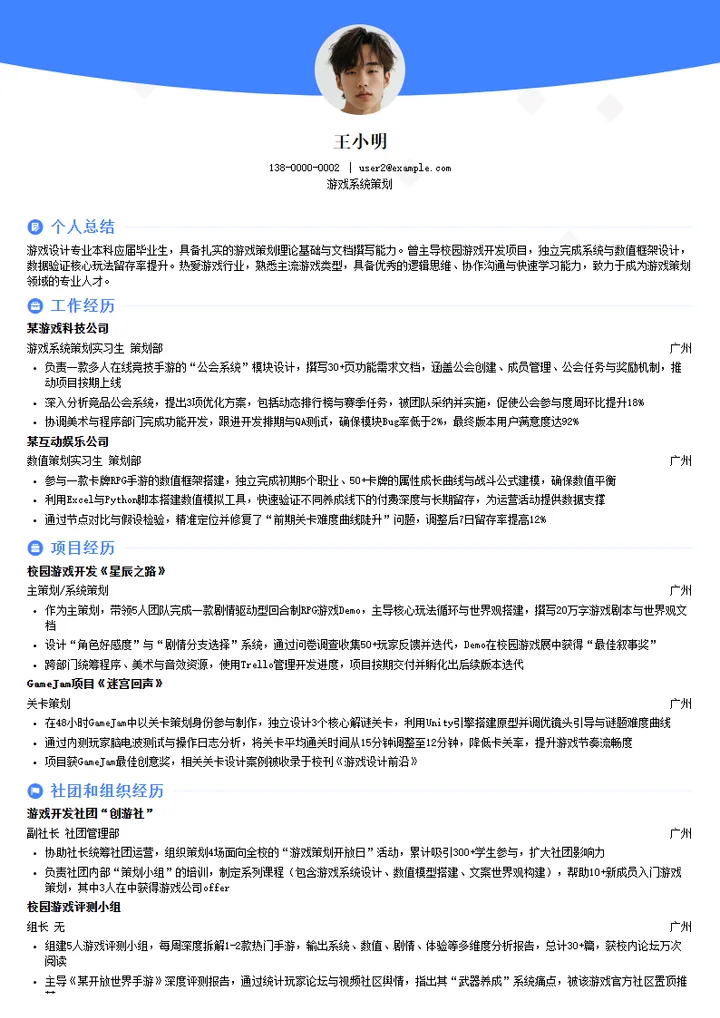 王小明
138-0000-0002 | user2@example.com
游戏系统策划
个人总结
游戏设计专业本科应届毕业生，具备扎实的游戏策划理论基础与文档撰写能力。曾主导校园游戏开发项目，独立完成系统与数值框架设计，
数据验证核心玩法留存率提升。热爱游戏行业，熟悉主流游戏类型，具备优秀的逻辑思维、协作沟通与快速学习能力，致力于成为游戏策划
领域的专业人才。
工作经历
某游戏科技公司
游戏系统策划实习生 策划部 广州
• 负责一款多人在线竞技手游的“公会系统”模块设计，撰写30+页功能需求文档，涵盖公会创建、成员管理、公会任务与奖励机制，推
动项目按期上线
• 深入分析竞品公会系统，提出3项优化方案，包括动态排行榜与赛季任务，被团队采纳并实施，促使公会参与度周环比提升18%
• 协调美术与程序部门完成功能开发，跟进开发排期与QA测试，确保模块Bug率低于2%，最终版本用户满意度达92%
某互动娱乐公司
数值策划实习生 策划部 广州
• 参与一款卡牌RPG手游的数值框架搭建，独立完成初期5个职业、50+卡牌的属性成长曲线与战斗公式建模，确保数值平衡
• 利用Excel与Python脚本搭建数值模拟工具，快速验证不同养成线下的付费深度与长期留存，为运营活动提供数据支撑
• 通过节点对比与假设检验，精准定位并修复了“前期关卡难度曲线陡升”问题，调整后7日留存率提高12%
项目经历
校园游戏开发《星辰之路》
主策划/系统策划 广州
• 作为主策划，带领5人团队完成一款剧情驱动型回合制RPG游戏Demo，主导核心玩法循环与世界观搭建，撰写20万字游戏剧本与世界观文
档
• 设计“角色好感度”与“剧情分支选择”系统，通过问卷调查收集50+玩家反馈并迭代，Demo在校园游戏展中获得“最佳叙事奖”
• 跨部门统筹程序、美术与音效资源，使用Trello管理开发进度，项目按期交付并孵化出后续版本迭代
GameJam项目《迷宫回声》
关卡策划 广州
• 在48小时GameJam中以关卡策划身份参与制作，独立设计3个核心解谜关卡，利用Unity引擎搭建原型并调优镜头引导与谜题难度曲线
• 通过内测玩家脑电波测试与操作日志分析，将关卡平均通关时间从15分钟调整至12分钟，降低卡关率，提升游戏节奏流畅度
• 项目获GameJam最佳创意奖，相关关卡设计案例被收录于校刊《游戏设计前沿》
社团和组织经历
游戏开发社团“创游社”
副社长 社团管理部 广州
• 协助社长统筹社团运营，组织策划4场面向全校的“游戏策划开放日”活动，累计吸引300+学生参与，扩大社团影响力
• 负责社团内部“策划小组”的培训，制定系列课程（包含游戏系统设计、数值模型搭建、文案世界观构建），帮助10+新成员入门游戏
策划，其中3人在中获得游戏公司offer
校园游戏评测小组
组长 无 广州
• 组建5人游戏评测小组，每周深度拆解1-2款热门手游，输出系统、数值、剧情、体验等多维度分析报告，总计30+篇，获校内论坛万次
阅读
• 主导《某开放世界手游》深度评测报告，通过统计玩家论坛与视频社区舆情，指出其“武器养成”系统痛点，被该游戏官方社区置顶推